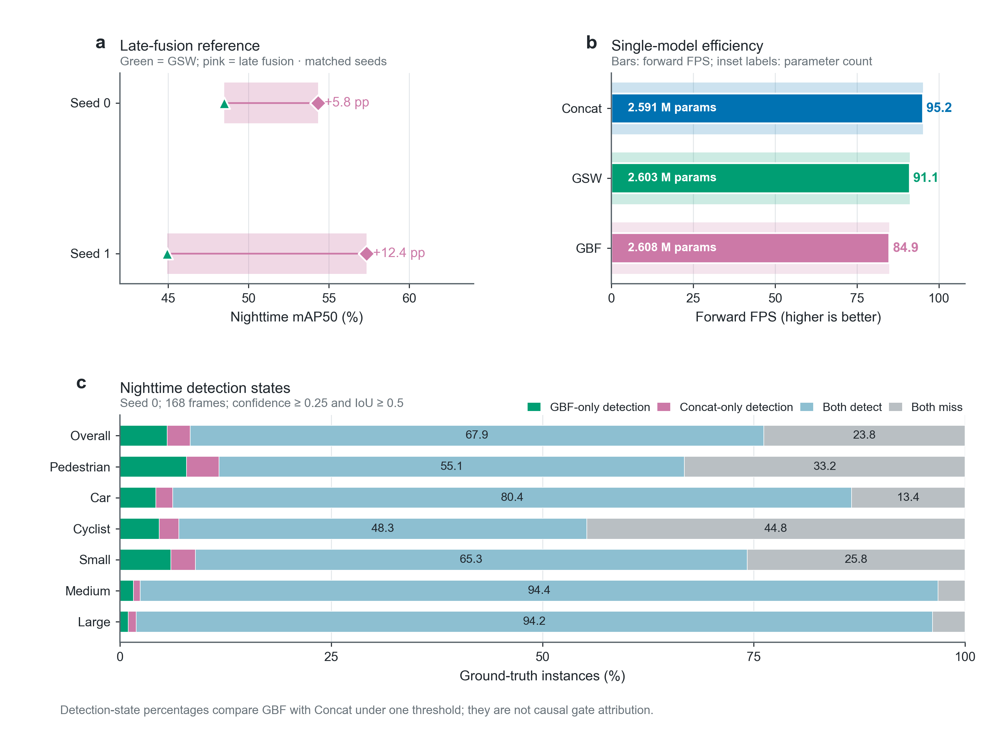 a Late-fusion reference
Green = GSW; pink = late fusion · matched seeds
Seed 0
+5.8 pp
Seed 1
+12.4 pp
45 50 55 60
Nighttime mAP50 (%)
b Single-model efficiency
Bars: forward FPS; inset labels: parameter count
Concat 2.591 M params 95.2
GSW 2.603 M params 91.1
GBF 2.608 M params 84.9
0 25 50 75 100
Forward FPS (higher is better)
c Nighttime detection states
Seed 0; 168 frames; confidence ≥ 0.25 and IoU ≥ 0.5
GBF-only detection Concat-only detection Both detect Both miss
Overall 67.9 23.8
Pedestrian 55.1 33.2
Car 80.4 13.4
Cyclist 48.3 44.8
Small 65.3 25.8
Medium 94.4
Large 94.2
0 25 50 75 100
Ground-truth instances (%)
Detection-state percentages compare GBF with Concat under one threshold; they are not causal gate attribution.